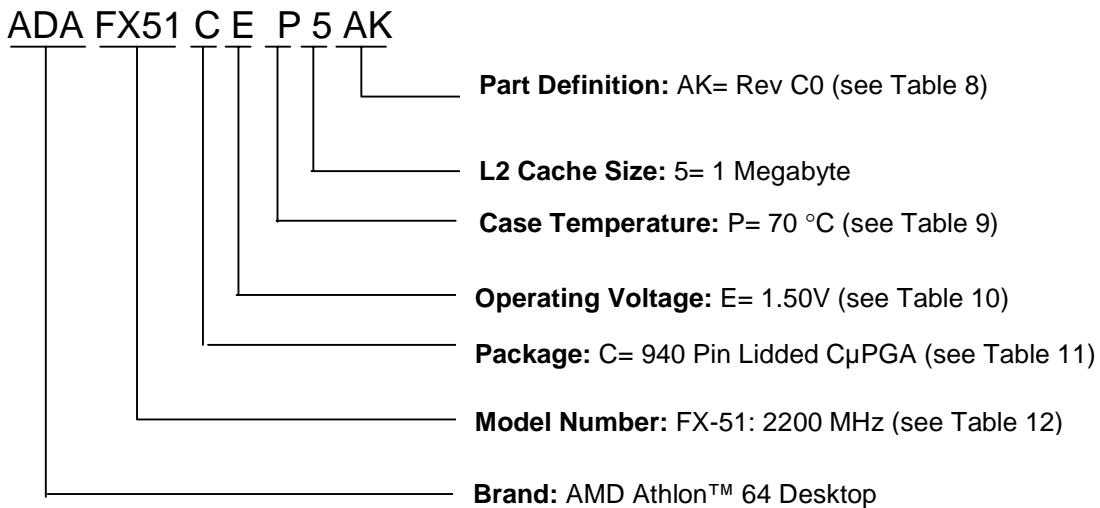 ADA FX51 C E P 5 AK
Part Definition: AK= Rev C0 (see Table 8)
L2 Cache Size: 5= 1 Megabyte
Case Temperature: P= 70 °C (see Table 9)
Operating Voltage: E= 1.50V (see Table 10)
Package: C= 940 Pin Lidded CµPGA (see Table 11)
Model Number: FX-51: 2200 MHz (see Table 12)
Brand: AMD Athlon™ 64 Desktop